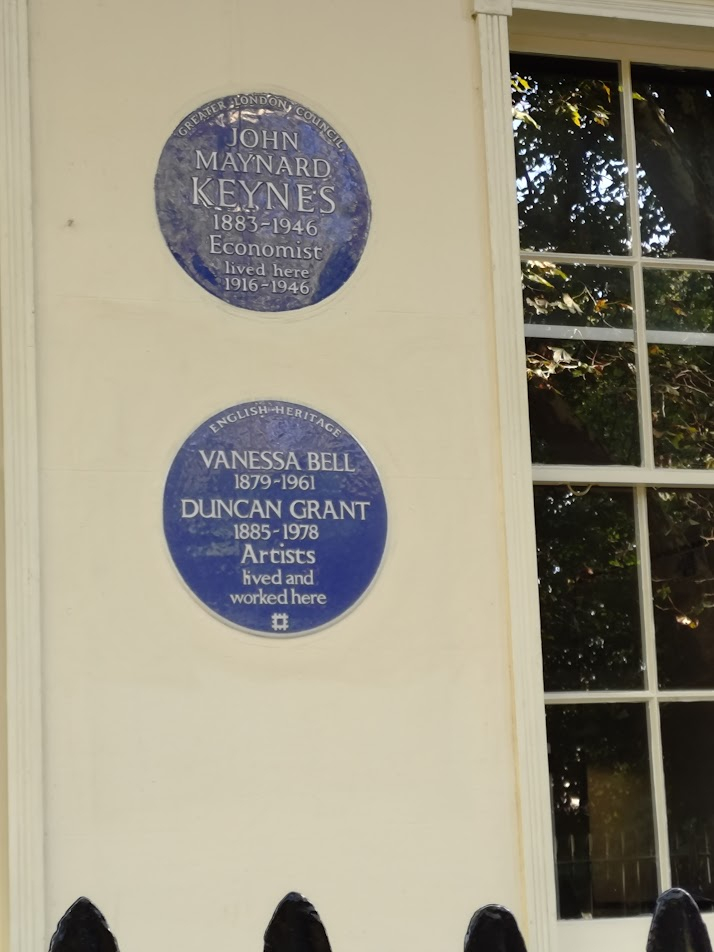 GREATER LONDON COUNCIL
JOHN
MAYNARD
KEYNES
1883-1946
Economist
lived here
1916-1946
ENGLISH HERITAGE
VANESSA BELL
1879-1961
DUNCAN GRANT
1885-1978
Artists
lived and
worked here